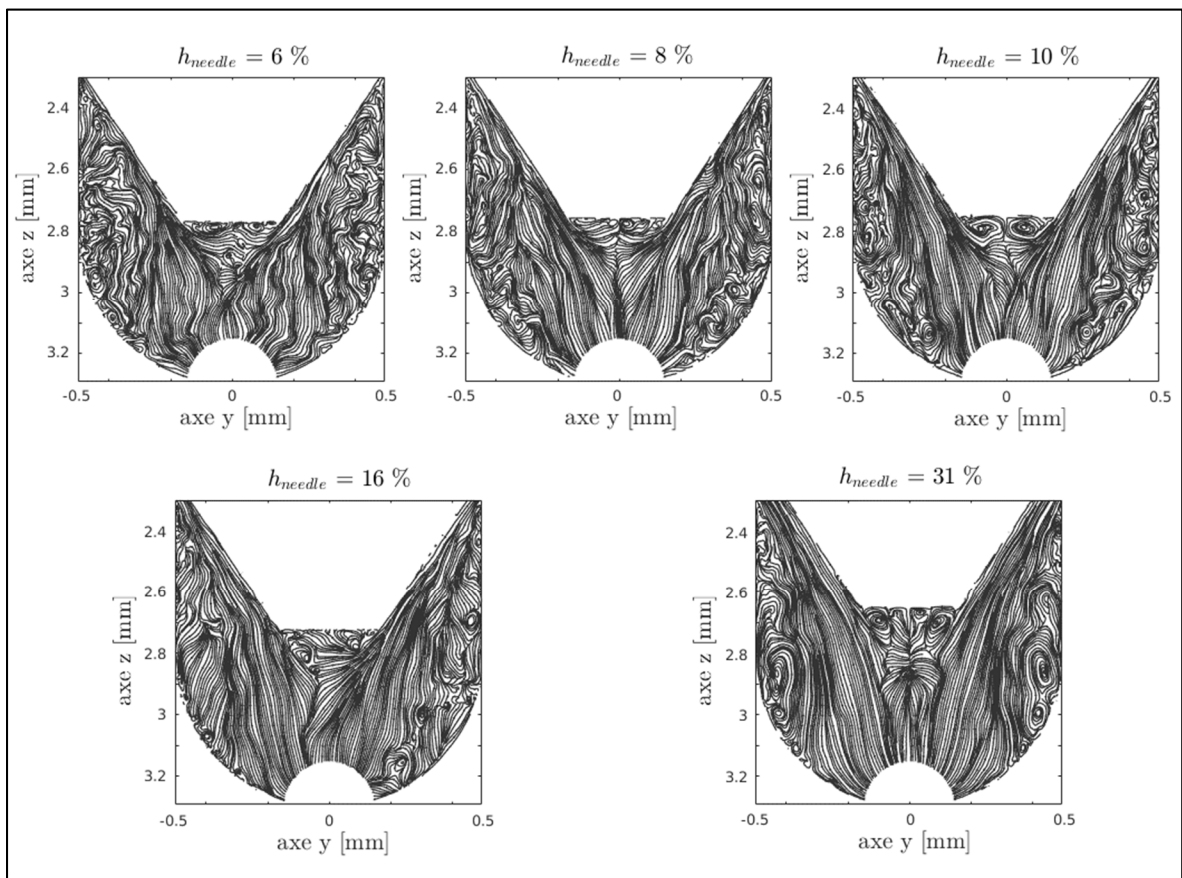 h_needle = 6 %
h_needle = 8 %
h_needle = 10 %
2.4
2.6
2.8
3
3.2
axe z [mm]
-0.5
0
0.5
axe y [mm]
2.4
2.6
2.8
3
3.2
axe z [mm]
-0.5
0
0.5
axe y [mm]
2.4
2.6
2.8
3
3.2
axe z [mm]
-0.5
0
0.5
axe y [mm]
h_needle = 16 %
h_needle = 31 %
2.4
2.6
2.8
3
3.2
axe z [mm]
-0.5
0
0.5
axe y [mm]
2.4
2.6
2.8
3
3.2
axe z [mm]
-0.5
0
0.5
axe y [mm]